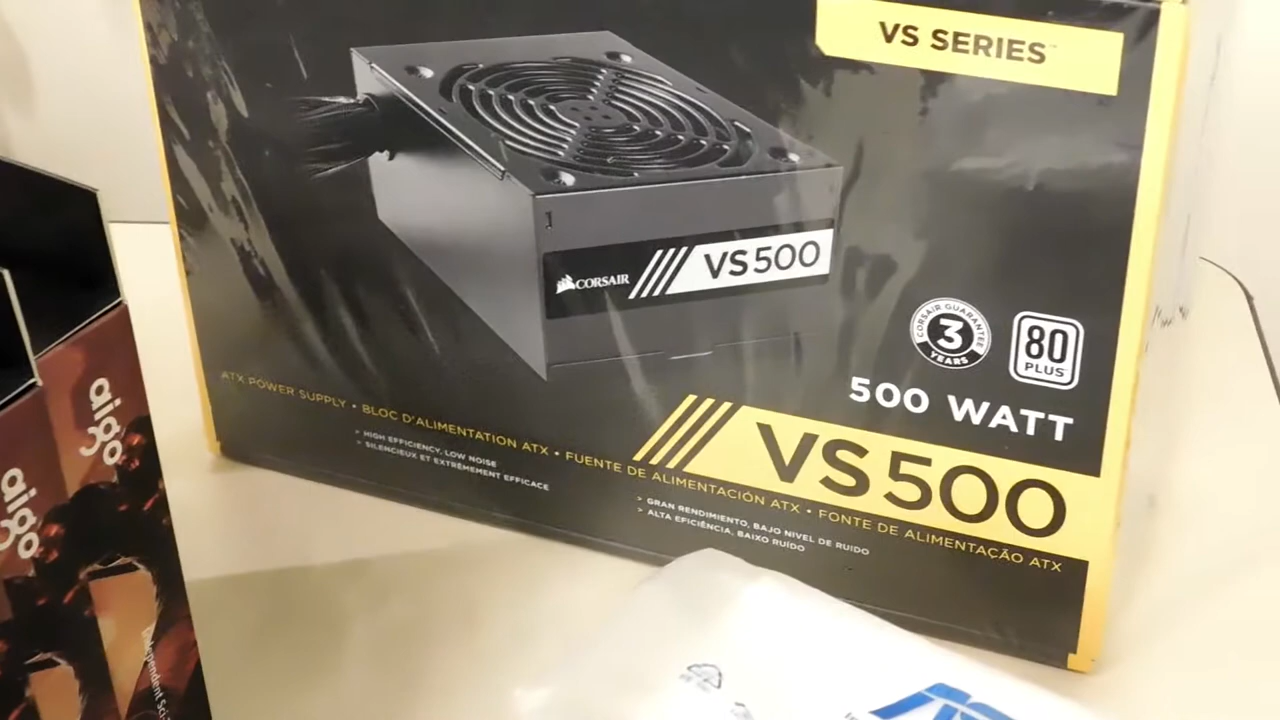 VS SERIES™
CORSAIR
VS500
CORSAIR GUARANTEE
3
YEARS
80
PLUS
500 WATT
VS500
ATX POWER SUPPLY • BLOC D'ALIMENTATION ATX • FUENTE DE ALIMENTACIÓN ATX • FONTE DE ALIMENTAÇÃO ATX
> HIGH EFFICIENCY, LOW NOISE
> SILENCIEUX ET EXTRÊMEMENT EFFICACE
> GRAN RENDIMIENTO, BAJO NIVEL DE RUIDO
> ALTA EFICIÊNCIA, BAIXO RUÍDO
aigo
aigo